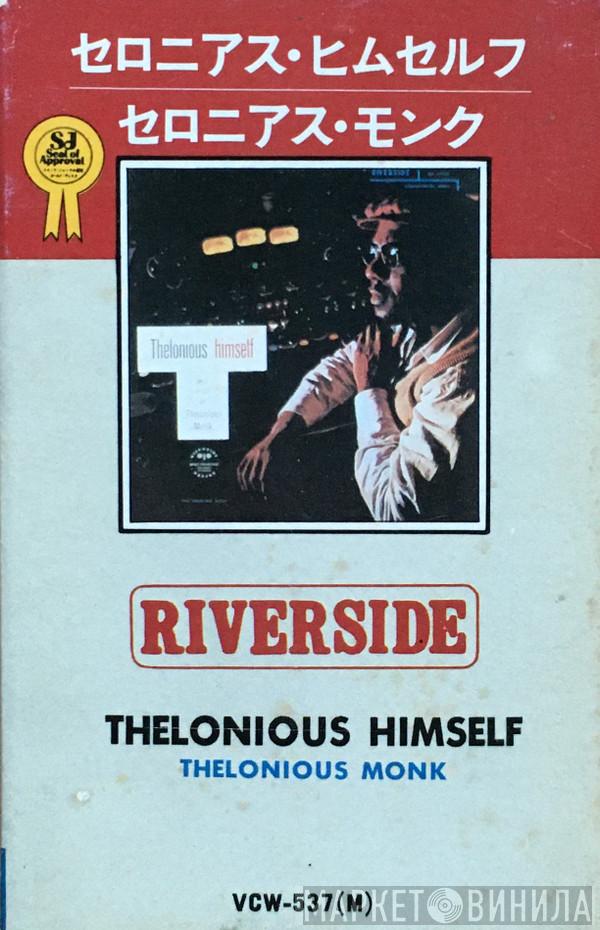 セロニアス・ヒムセルフ
セロニアス・モンク
SJ
Seal of
Approval
RIVERSIDE
Thelonious himself
Thelonious
Monk
RIVERSIDE
THELONIOUS HIMSELF
THELONIOUS MONK
VCW-537(M)
МАРКЕТ ВИНИЛА